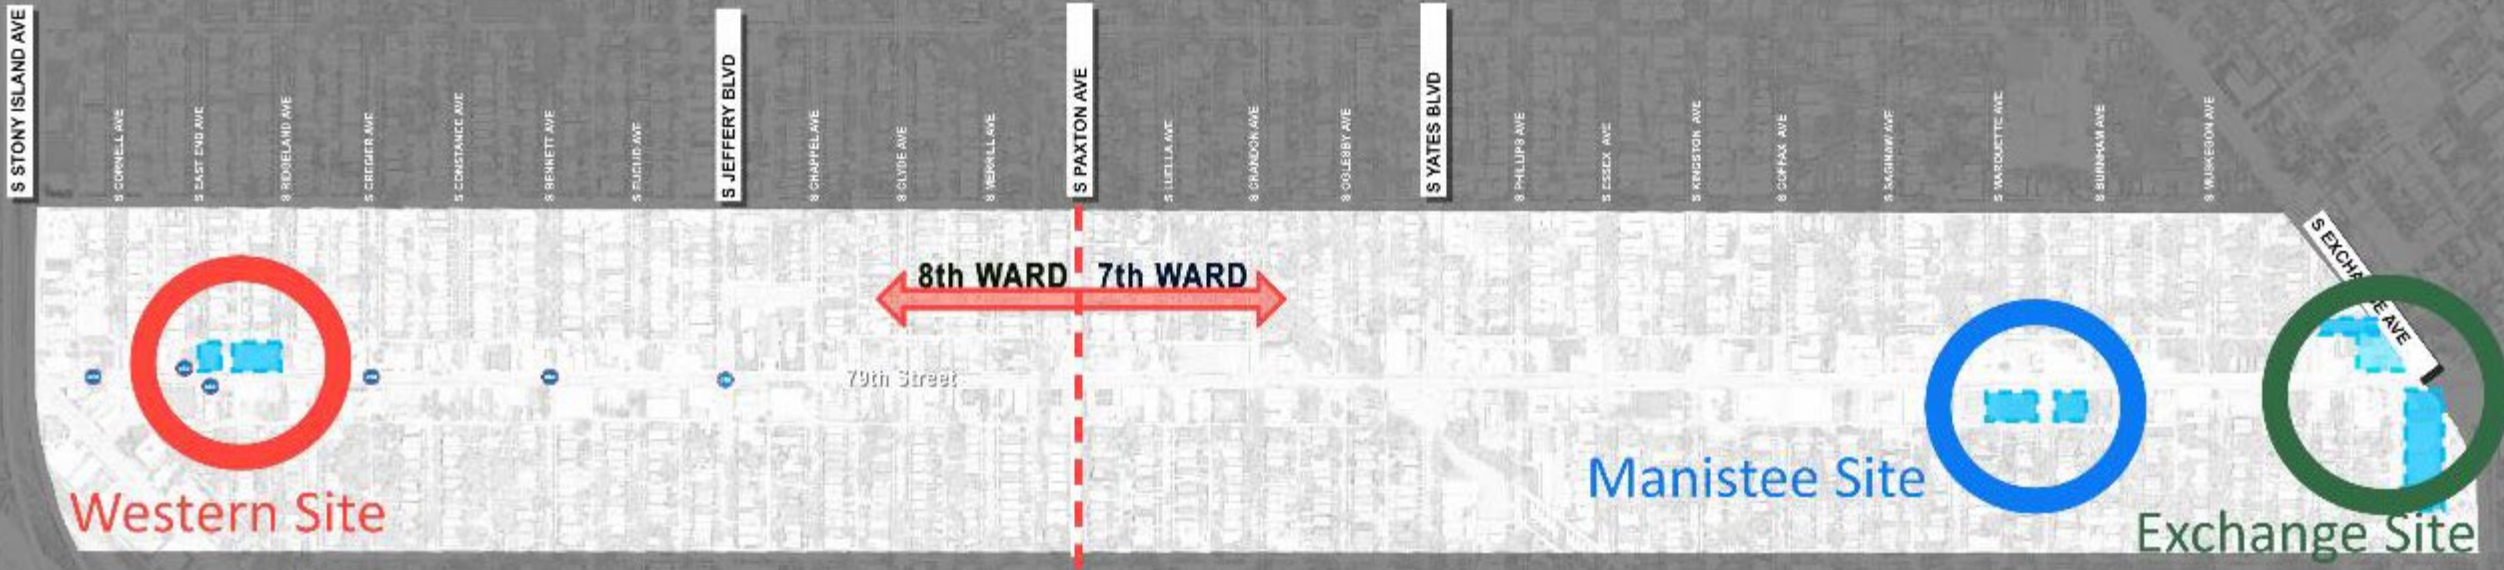 S STONY ISLAND AVE
S CORNELL AVE
S EAST END AVE
S RIDGELAND AVE
S CREGIER AVE
S CONSTANCE AVE
S BENNETT AVE
S EUCLID AVE
S JEFFERY BLVD
S CHAPPEL AVE
S CLYDE AVE
S MERRILL AVE
S PAXTON AVE
S LUELLA AVE
S CRANDON AVE
S OGLESBY AVE
S YATES BLVD
S PHILLIPS AVE
S ESSEX AVE
S KINGSTON AVE
S COLFAX AVE
S SAGINAW AVE
S MARQUETTE AVE
S BURNHAM AVE
S MUSKEGON AVE
S EXCHANGE AVE
8th WARD
7th WARD
79th Street
Western Site
Manistee Site
Exchange Site